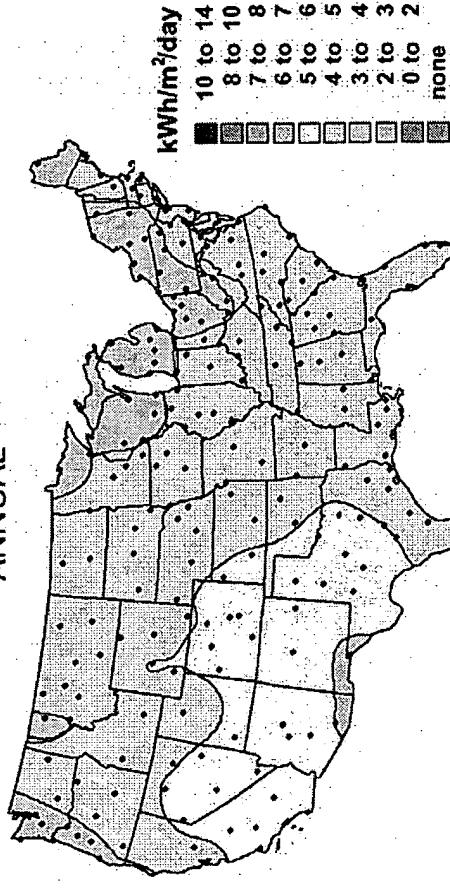 ANNUAL
kWh/m²/day
10 to 14
8 to 10
7 to 8
6 to 7
5 to 6
4 to 5
3 to 4
2 to 3
0 to 2
none